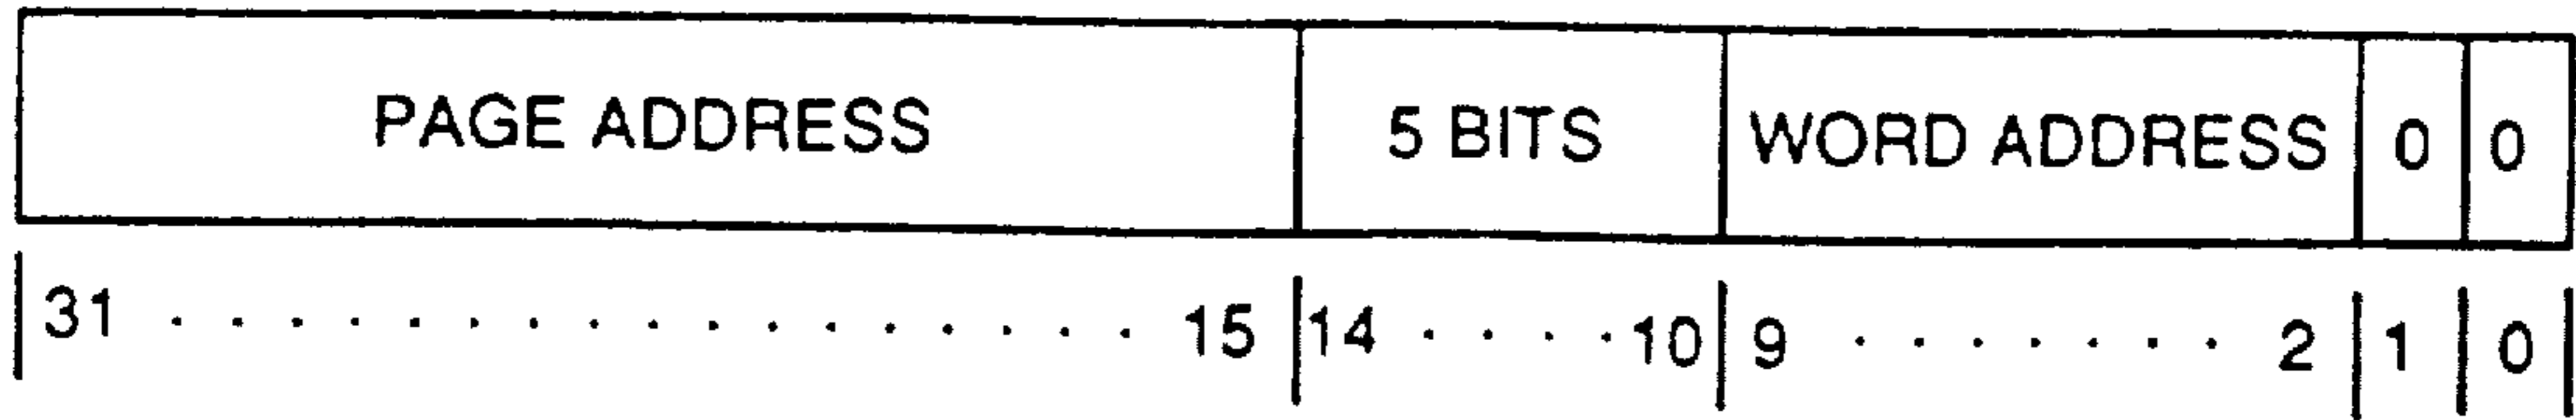 PAGE ADDRESS 5 BITS WORD ADDRESS 0 0
31 . . . . . . . . . . . . . . . . . 15 14 . . . . 10 9 . . . . . . . 2 1 0